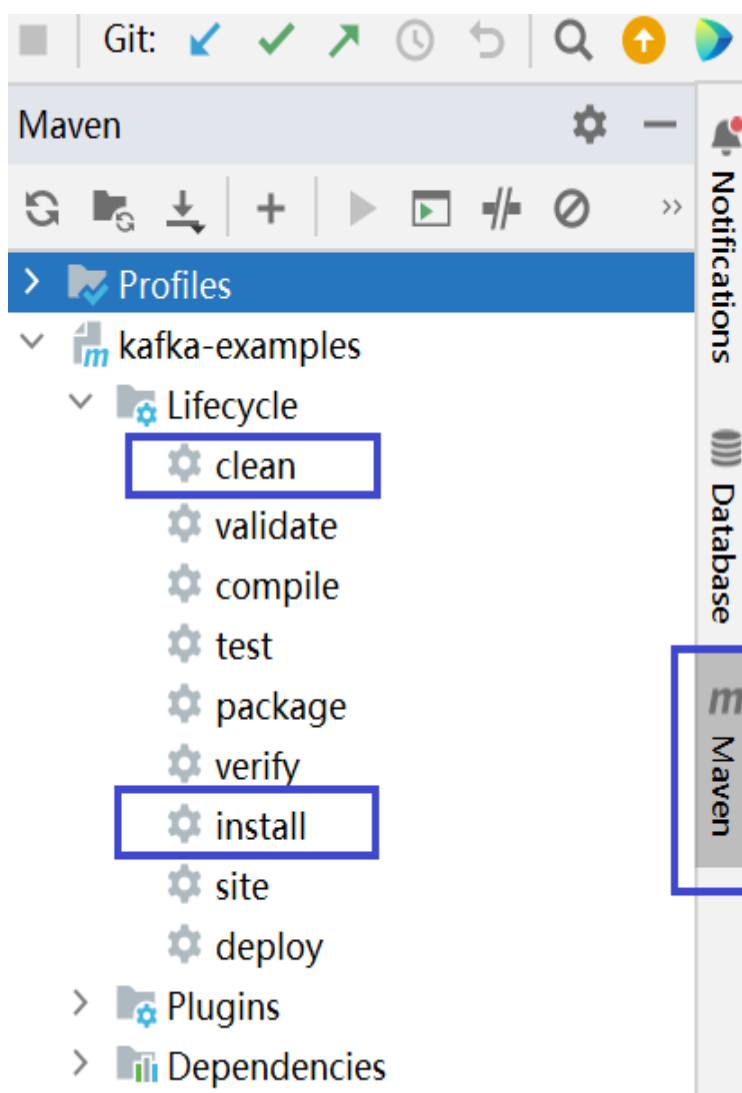 Git:
Maven
Profiles
kafka-examples
Lifecycle
clean
validate
compile
test
package
verify
install
site
deploy
Plugins
Dependencies
Notifications
Database
Maven